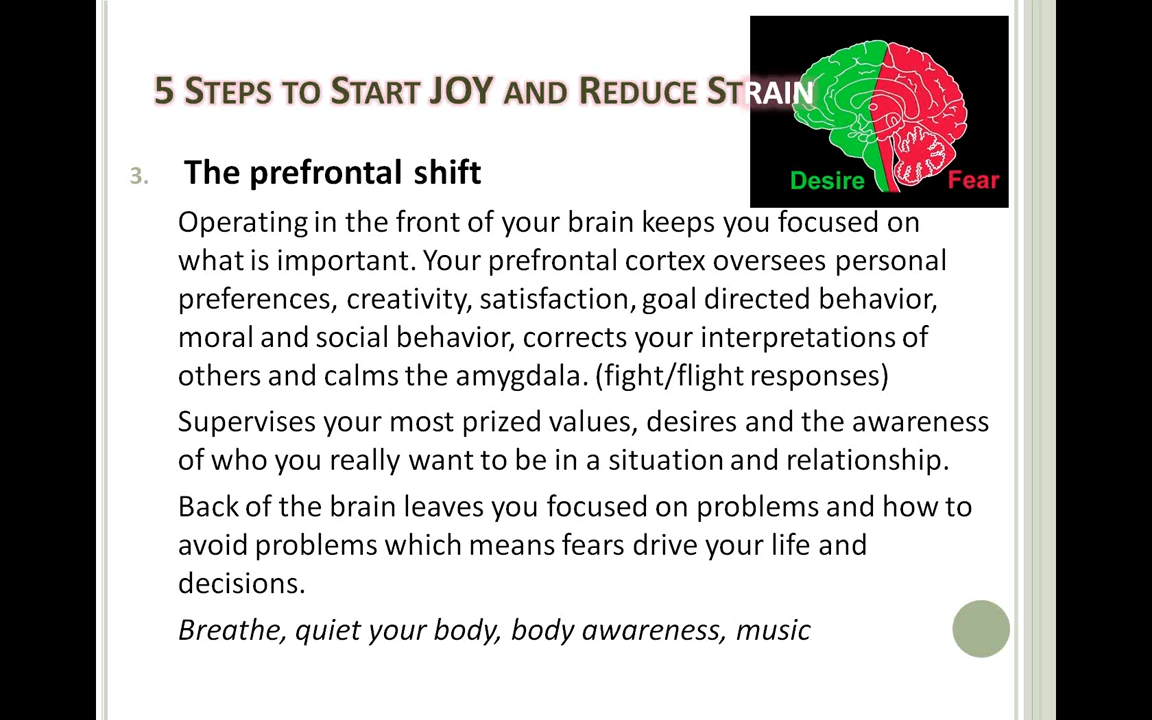 5 Steps to Start JOY and Reduce Strain
Desire Fear
3. The prefrontal shift
Operating in the front of your brain keeps you focused on
what is important. Your prefrontal cortex oversees personal
preferences, creativity, satisfaction, goal directed behavior,
moral and social behavior, corrects your interpretations of
others and calms the amygdala. (fight/flight responses)
Supervises your most prized values, desires and the awareness
of who you really want to be in a situation and relationship.
Back of the brain leaves you focused on problems and how to
avoid problems which means fears drive your life and
decisions.
Breathe, quiet your body, body awareness, music